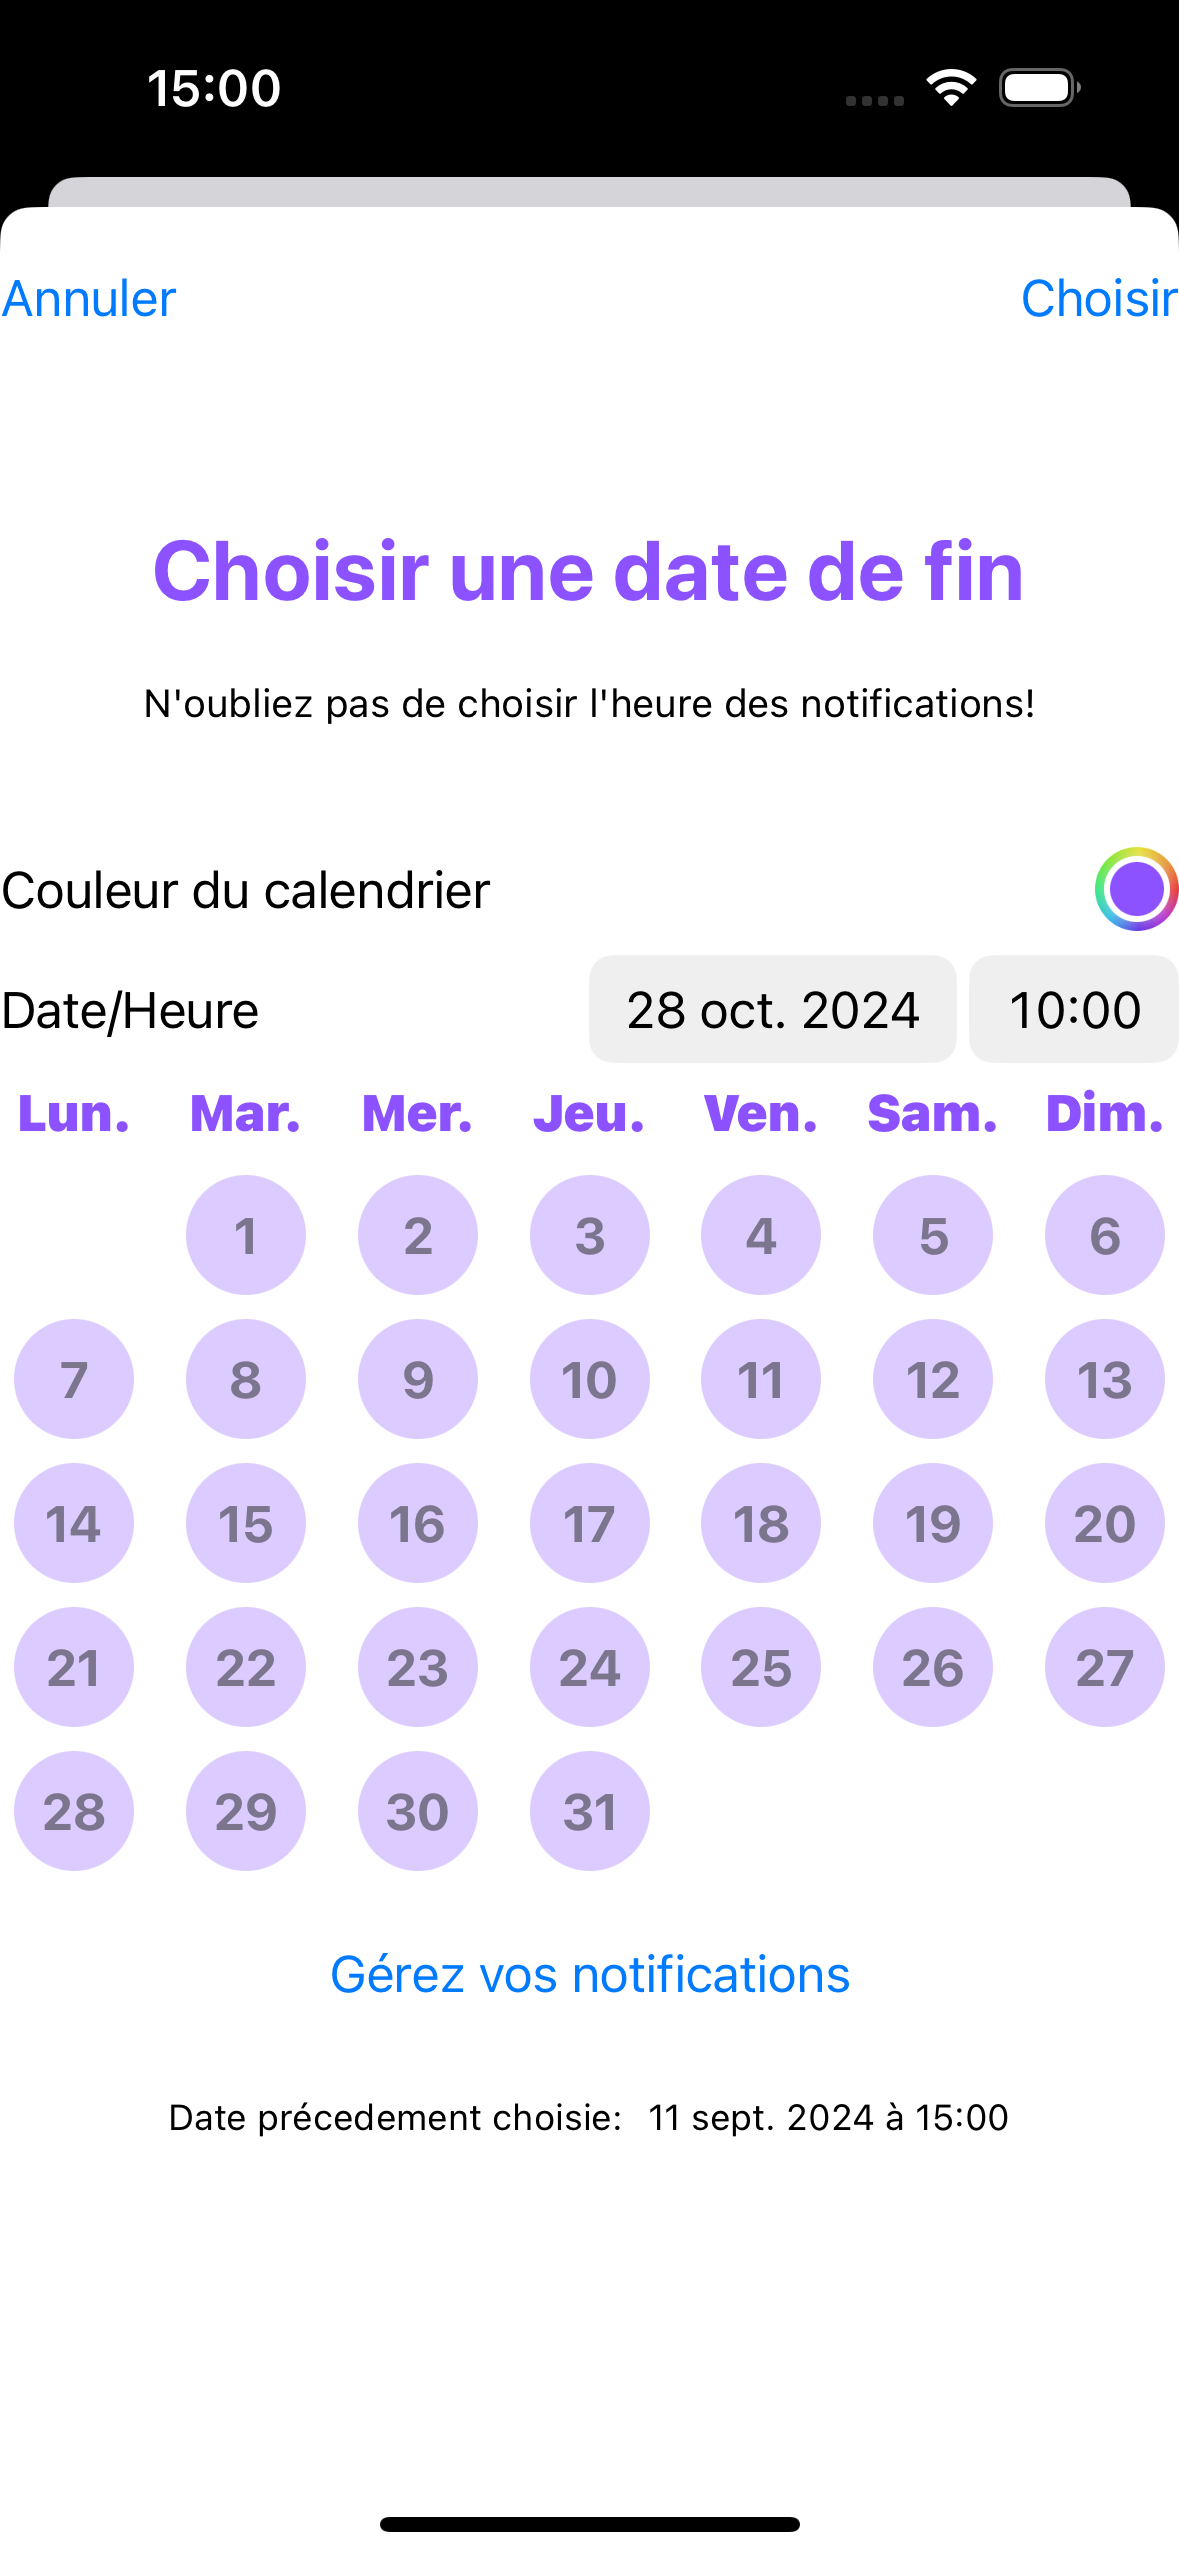 15:00
Annuler Choisir
Choisir une date de fin
N'oubliez pas de choisir l'heure des notifications!
Couleur du calendrier
Date/Heure 28 oct. 2024 10:00
Lun. Mar. Mer. Jeu. Ven. Sam. Dim.
1 2 3 4 5 6
7 8 9 10 11 12 13
14 15 16 17 18 19 20
21 22 23 24 25 26 27
28 29 30 31
Gérez vos notifications
Date précedement choisie: 11 sept. 2024 à 15:00